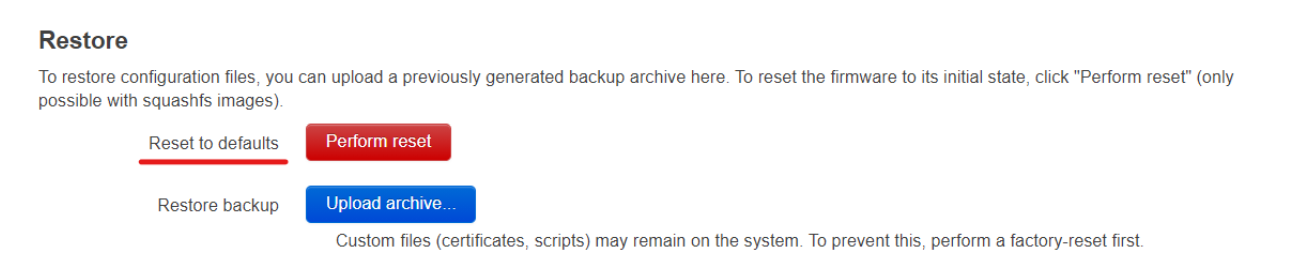 Restore
To restore configuration files, you can upload a previously generated backup archive here. To reset the firmware to its initial state, click "Perform reset" (only
possible with squashfs images).
Reset to defaults Perform reset
Restore backup Upload archive...
Custom files (certificates, scripts) may remain on the system. To prevent this, perform a factory-reset first.